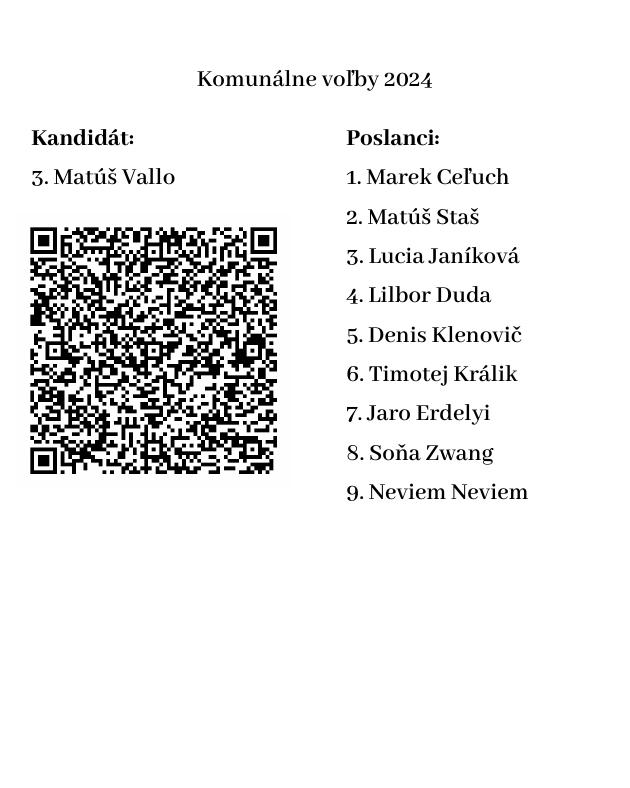 Komunálne voľby 2024
Kandidát:
3. Matúš Vallo
Poslanci:
1. Marek Ceľuch
2. Matúš Staš
3. Lucia Janíková
4. Lilbor Duda
5. Denis Klenovič
6. Timotej Králik
7. Jaro Erdelyi
8. Soňa Zwang
9. Neviem Neviem